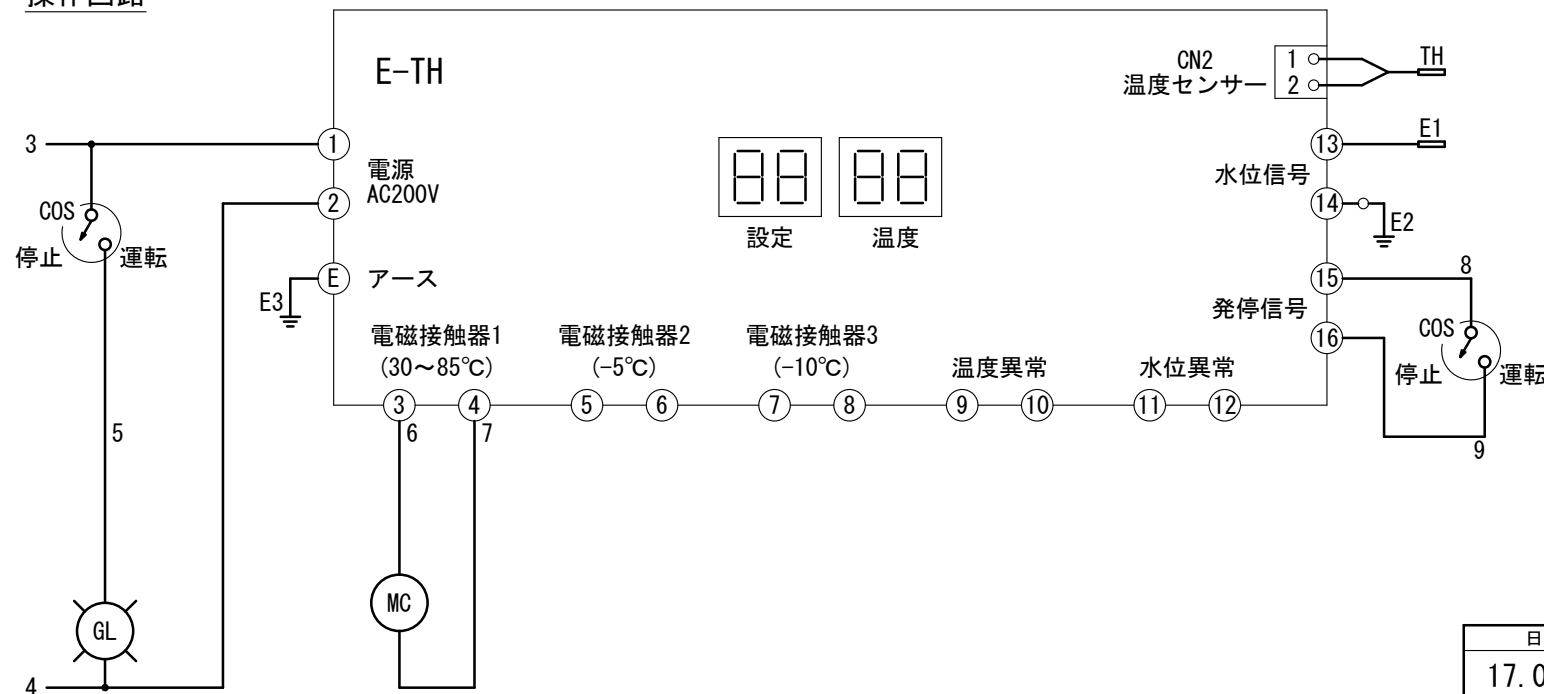 操作回路
E-TH
CN2
温度センサー
1
2
TH
3
1
電源
AC200V
2
88
88
設定
温度
13
E1
水位信号
14
E2
COS
停止
運転
E
アース
E3
15
8
発停信号
16
COS
停止
運転
9
電磁接触器1
(30～85℃)
電磁接触器2
(-5℃)
電磁接触器3
(-10℃)
温度異常
水位異常
3
4
5
6
7
8
9
10
11
12
5
6
7
MC
GL
4
日
17.0